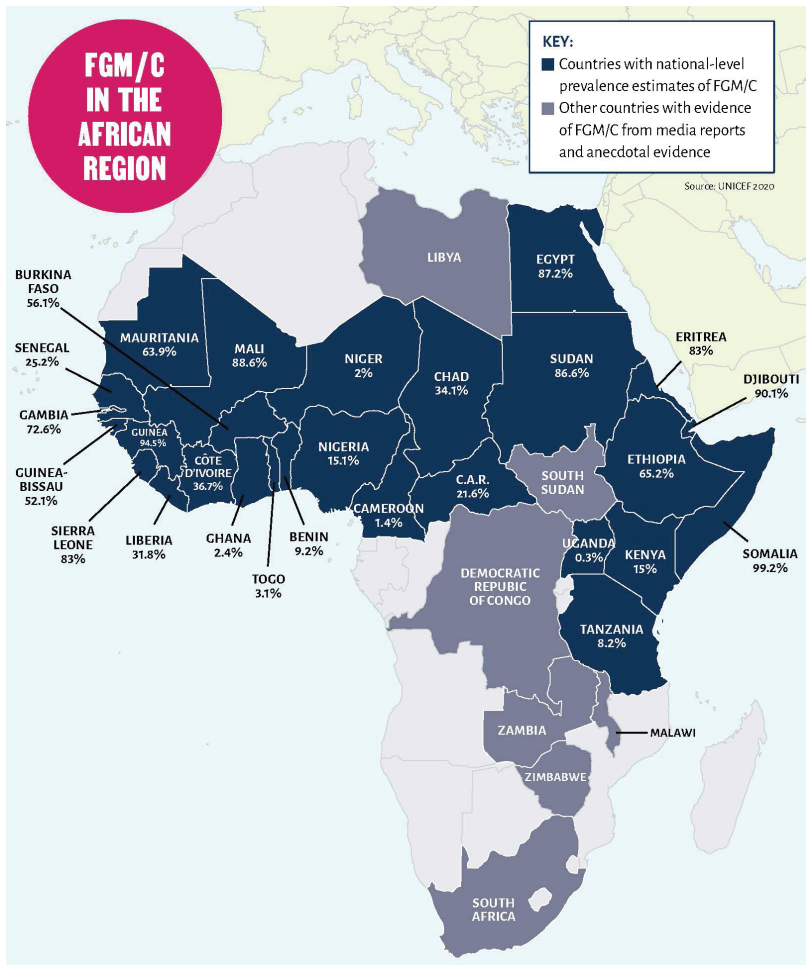 FGM/C
IN THE
AFRICAN
REGION
KEY:
Countries with national-level
prevalence estimates of FGM/C
Other countries with evidence
of FGM/C from media reports
and anecdotal evidence
Source: UNICEF 2020
LIBYA
EGYPT
87.2%
BURKINA
FASO
56.1%
MAURITANIA
63.9%
MALI
88.6%
NIGER
2%
CHAD
34.1%
SUDAN
86.6%
ERITREA
83%
SENEGAL
25.2%
DJIBOUTI
90.1%
GAMBIA
72.6%
GUINEA
94.5%
CÔTE
D'IVOIRE
36.7%
NIGERIA
15.1%
ETHIOPIA
65.2%
GUINEA-
BISSAU
52.1%
C.A.R.
21.6%
SOUTH
SUDAN
CAMEROON
1.4%
SIERRA
LEONE
83%
LIBERIA
31.8%
GHANA
2.4%
BENIN
9.2%
TOGO
3.1%
UGANDA
0.3%
KENYA
15%
SOMALIA
99.2%
DEMOCRATIC
REPUBLIC
OF CONGO
TANZANIA
8.2%
ZAMBIA
MALAWI
ZIMBABWE
SOUTH
AFRICA